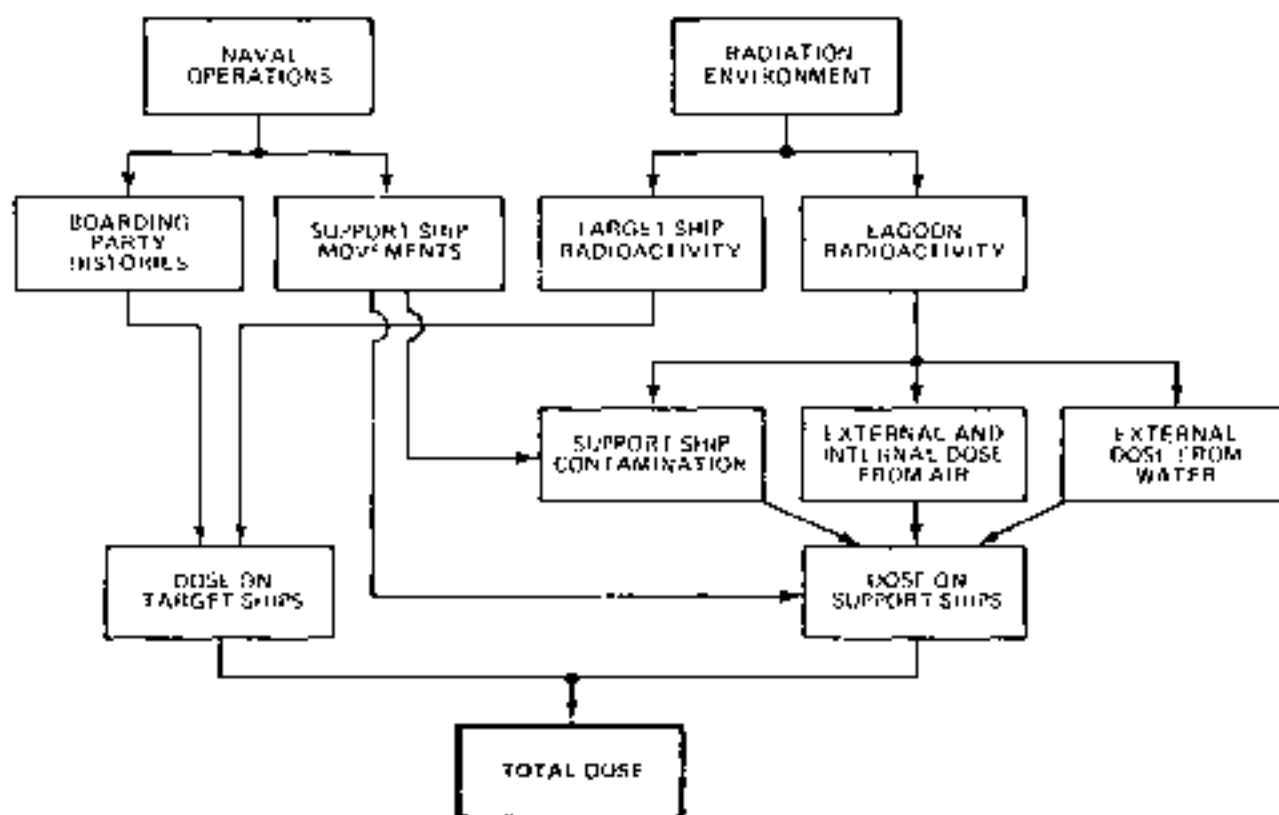 NAVAL
OPERATIONS
RADIATION
ENVIRONMENT
BOARDING
PARTY
HISTORIES
SUPPORT SHIP
MOVEMENTS
TARGET SHIP
RADIOACTIVITY
LAGOON
RADIOACTIVITY
SUPPORT SHIP
CONTAMINATION
EXTERNAL AND
INTERNAL DOSE
FROM AIR
EXTERNAL
DOSE FROM
WATER
DOSE ON
TARGET SHIPS
DOSE ON
SUPPORT SHIPS
TOTAL DOSE